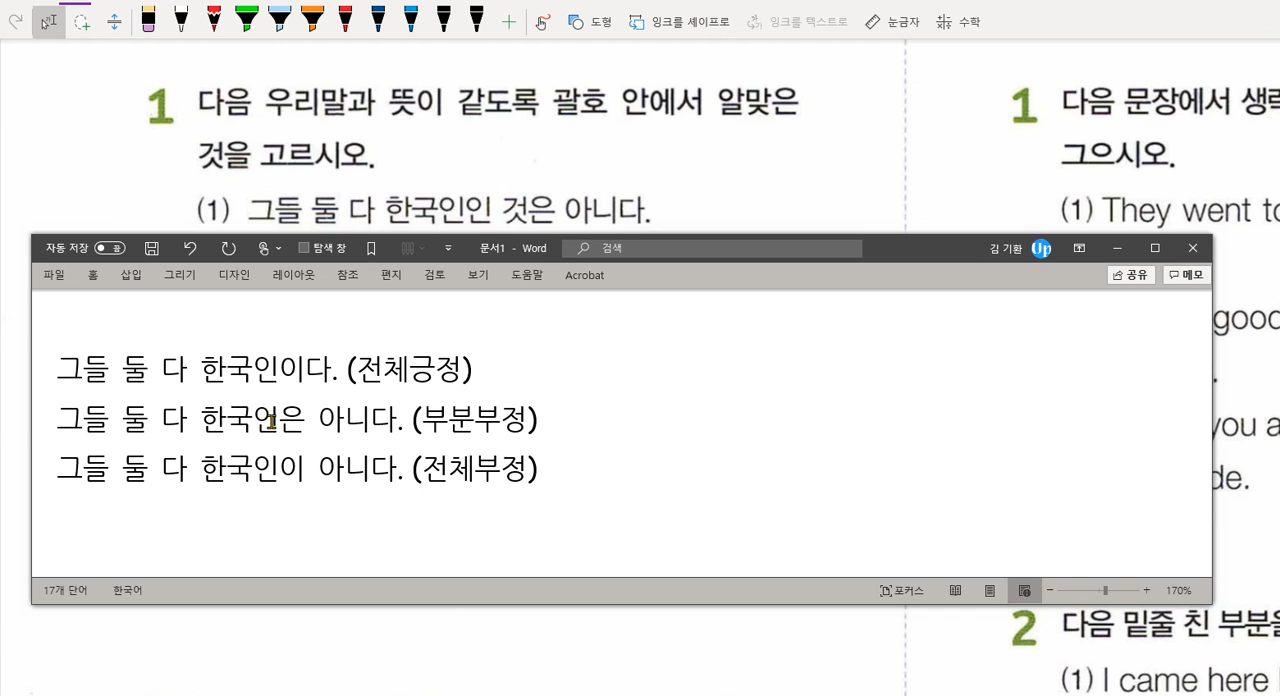 도형
잉크를 셰이프로
잉크를 텍스트로
눈금자
수학
1 다음 우리말과 뜻이 같도록 괄호 안에서 알맞은
것을 고르시오.
(1) 그들 둘 다 한국인인 것은 아니다.
1 다음 문장에서
그으시오.
(1) They went to
자동 저장 끔
탐색 창
문서1 - Word
검색
김 기환
Up
파일 홈 삽입 그리기 디자인 레이아웃 참조 편지 검토 보기 도움말 Acrobat
공유 메모
그들 둘 다 한국인이다. (전체긍정)
그들 둘 다 한국인은 아니다. (부분부정)
그들 둘 다 한국인이 아니다. (전체부정)
good
you a
de.
17개 단어 한국어
포커스
170%
2 다음 밑줄 친 부분을
(1) I came here